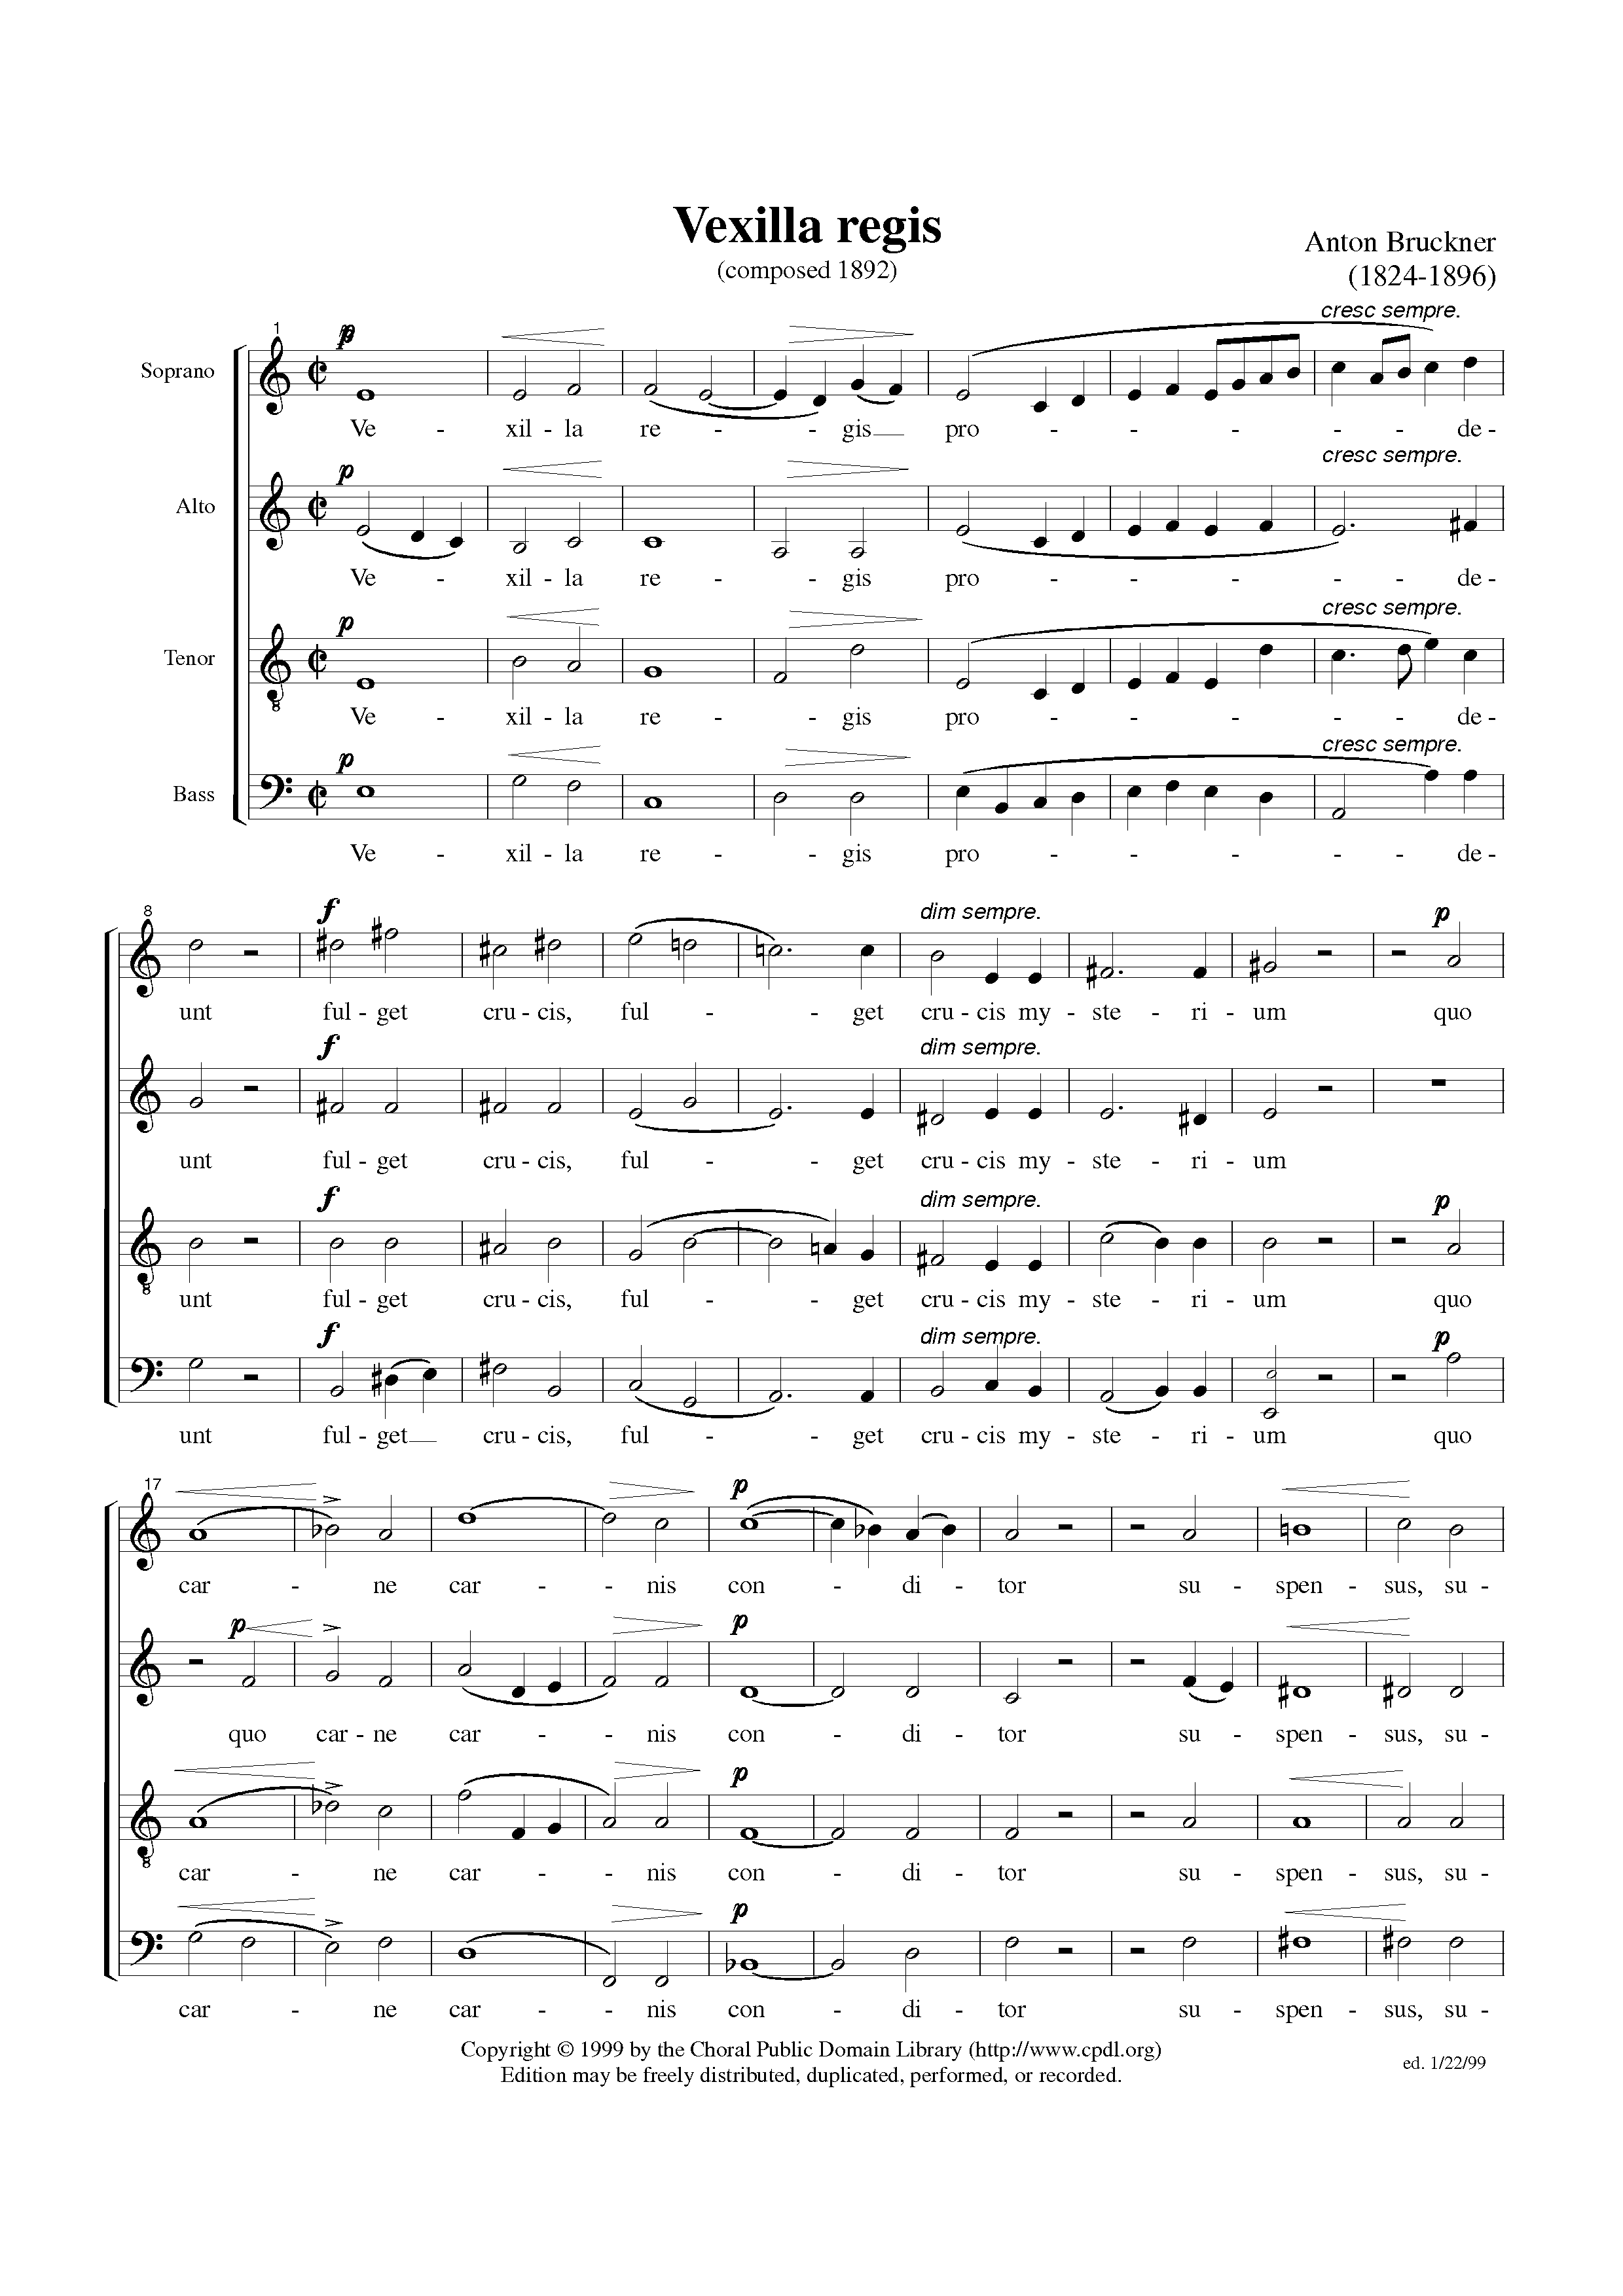 Vexilla regis
(composed 1892)
Anton Bruckner
(1824-1896)
cresc sempre.
1
p
Soprano
Ve - xil - la re - - gis pro - - - - - de -
cresc sempre.
p
Alto
Ve - xil - la re - - gis pro - - - - - de -
cresc sempre.
p
Tenor
Ve - xil - la re - - gis pro - - - - - de -
cresc sempre.
p
Bass
Ve - xil - la re - - gis pro - - - - - de -
8 f dim sempre. p
unt ful - get cru - cis, ful - - get cru - cis my - ste - ri - um quo
f dim sempre.
unt ful - get cru - cis, ful - - get cru - cis my - ste - ri - um
f dim sempre. p
unt ful - get cru - cis, ful - - get cru - cis my - ste - ri - um quo
f dim sempre. p
unt ful - get cru - cis, ful - - get cru - cis my - ste - ri - um quo
17 p
car - ne car - - nis con - di - tor su - spen - sus, su -
p p
quo car - ne car - - nis con - di - tor su - spen - sus, su -
p
car - ne car - - nis con - di - tor su - spen - sus, su -
p
car - ne car - - nis con - di - tor su - spen - sus, su -
Copyright © 1999 by the Choral Public Domain Library (http://www.cpdl.org)
Edition may be freely distributed, duplicated, performed, or recorded.
ed. 1/22/99